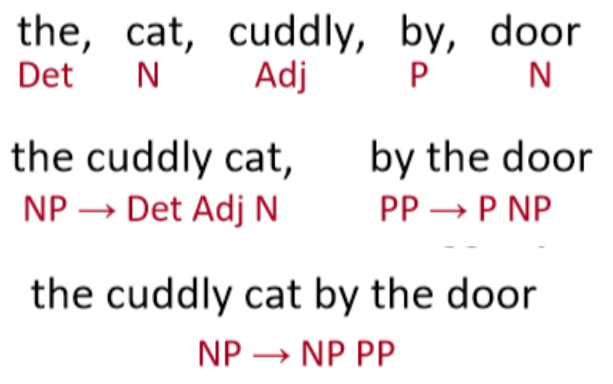 the, cat, cuddly, by, door
Det N Adj P N
the cuddly cat, by the door
NP → Det Adj N PP → P NP
the cuddly cat by the door
NP → NP PP